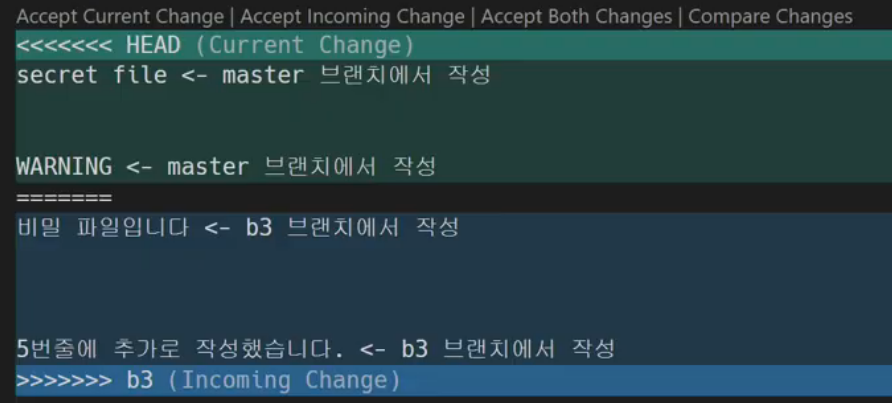 Accept Current Change | Accept Incoming Change | Accept Both Changes | Compare Changes
<<<<<<< HEAD (Current Change)
secret file <- master 브랜치에서 작성
WARNING <- master 브랜치에서 작성
=======
비밀 파일입니다 <- b3 브랜치에서 작성
5번줄에 추가로 작성했습니다. <- b3 브랜치에서 작성
>>>>>>> b3 (Incoming Change)